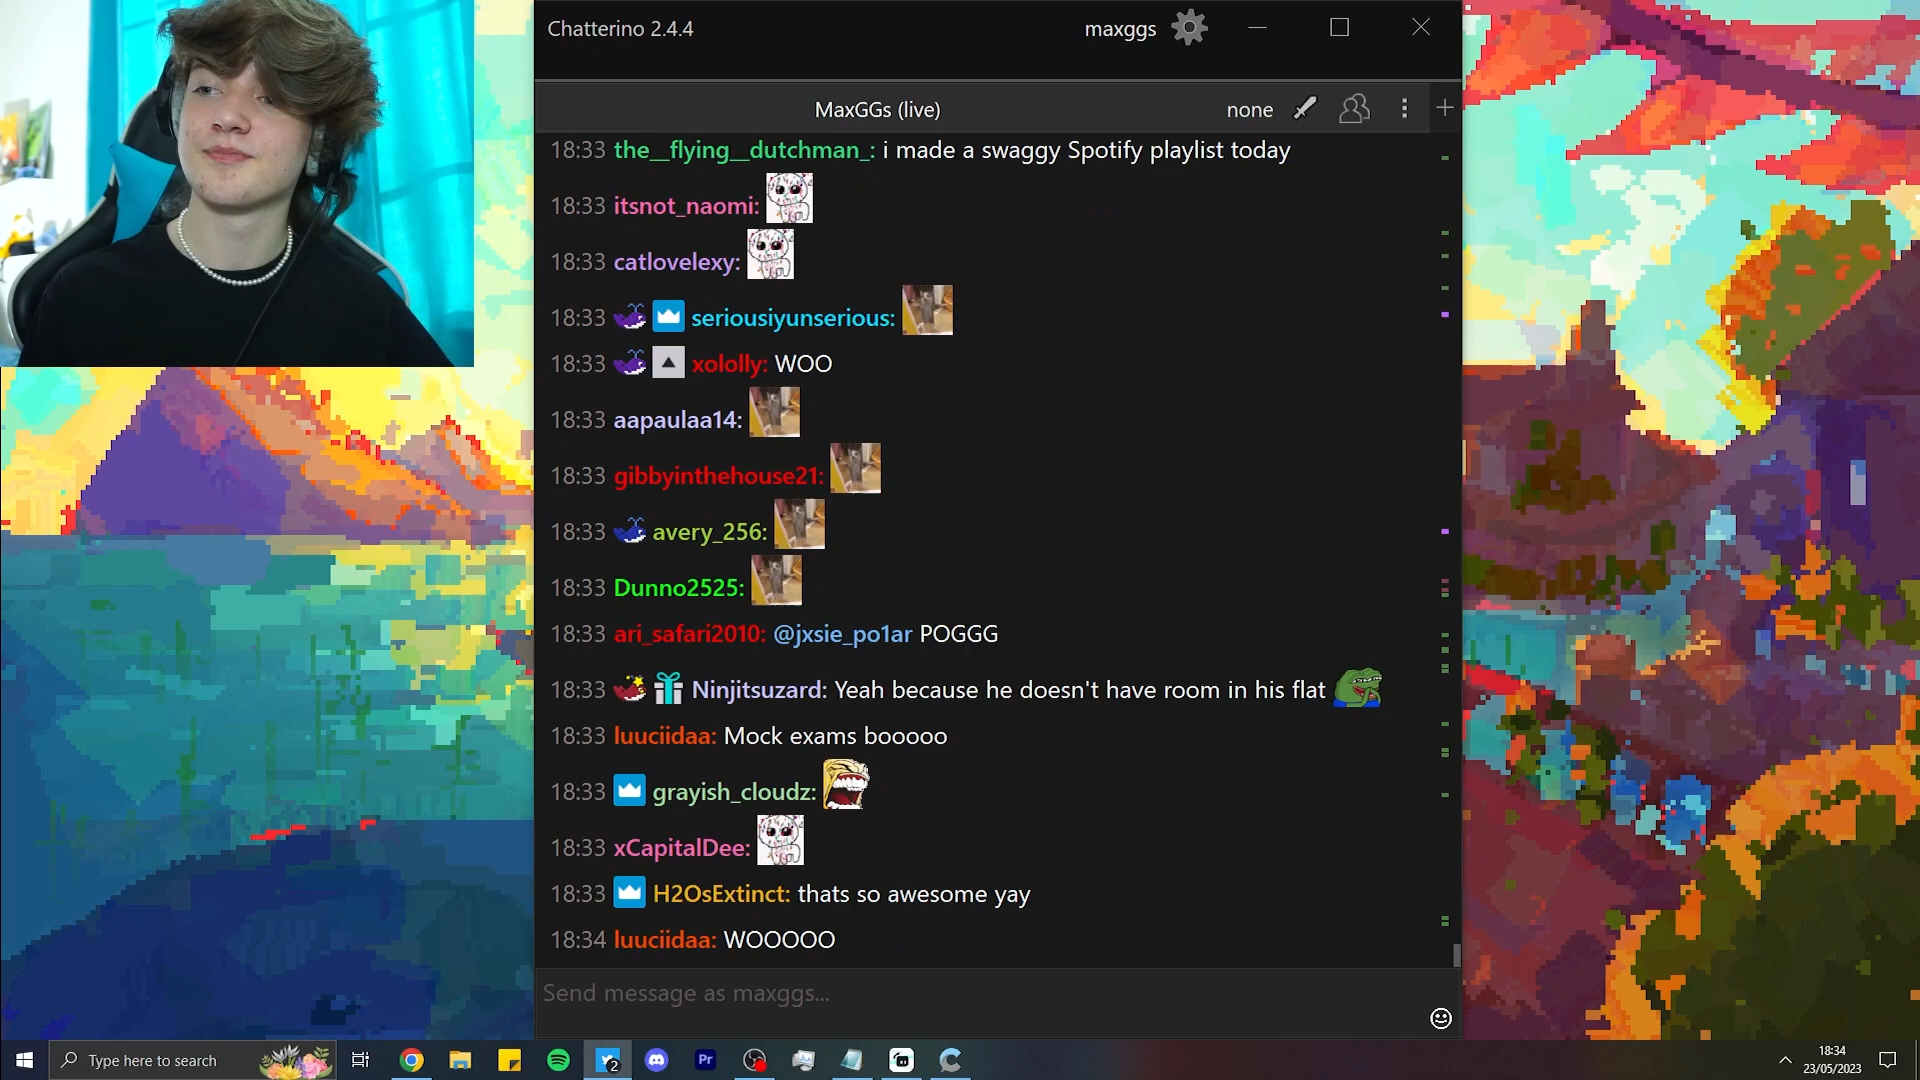 Chatterino 2.4.4
maxggs
MaxGGs (live)
none
18:33 the__flying__dutchman_: i made a swaggy Spotify playlist today
18:33 itsnot_naomi:
18:33 catlovelexy:
18:33 seriousiyunserious:
18:33 xololly: WOO
18:33 aapaulaa14:
18:33 gibbyinthehouse21:
18:33 avery_256:
18:33 Dunno2525:
18:33 ari_safari2010: @jxsie_po1ar POGGG
18:33 Ninjitsuzard: Yeah because he doesn't have room in his flat
18:33 luuciidaa: Mock exams booooo
18:33 grayish_cloudz:
18:33 xCapitalDee:
18:33 H2OsExtinct: thats so awesome yay
18:34 luuciidaa: WOOOOO
Send message as maxggs...
Type here to search
2
Pr
18:34
23/05/2023